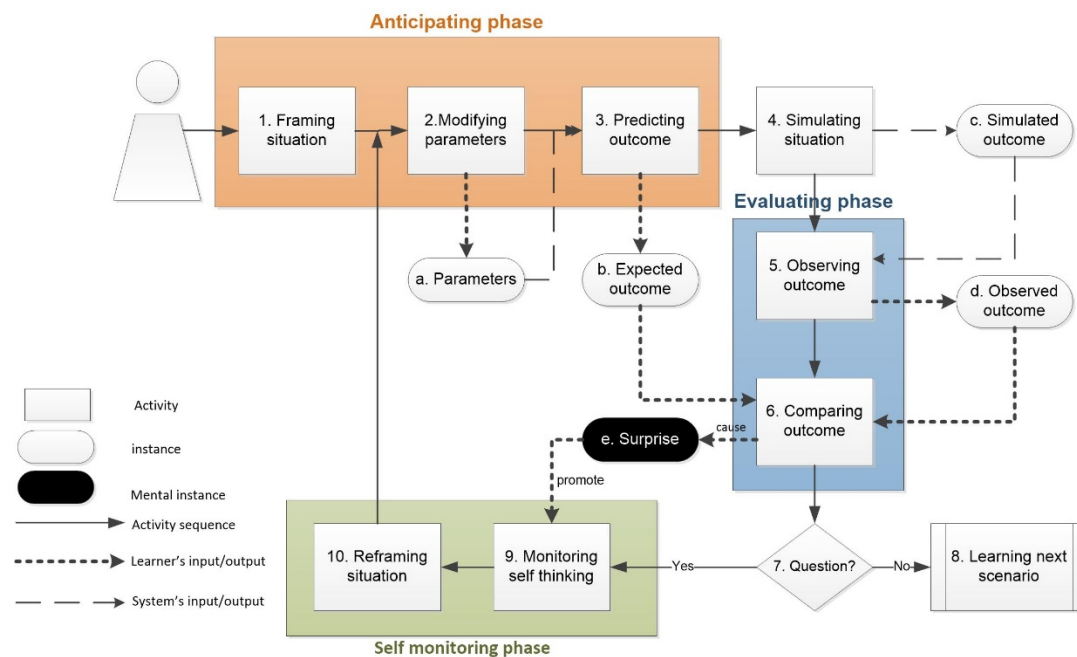 Anticipating phase
1. Framing
situation
2.Modifying
parameters
3. Predicting
outcome
4. Simulating
situation
c. Simulated
outcome
Evaluating phase
a. Parameters
b. Expected
outcome
5. Observing
outcome
d. Observed
outcome
6. Comparing
outcome
cause
e. Surprise
promote
Activity
instance
Mental instance
Activity sequence
Learner's input/output
System's input/output
10. Reframing
situation
9. Monitoring
self thinking
Yes
7. Question?
No
8. Learning next
scenario
Self monitoring phase